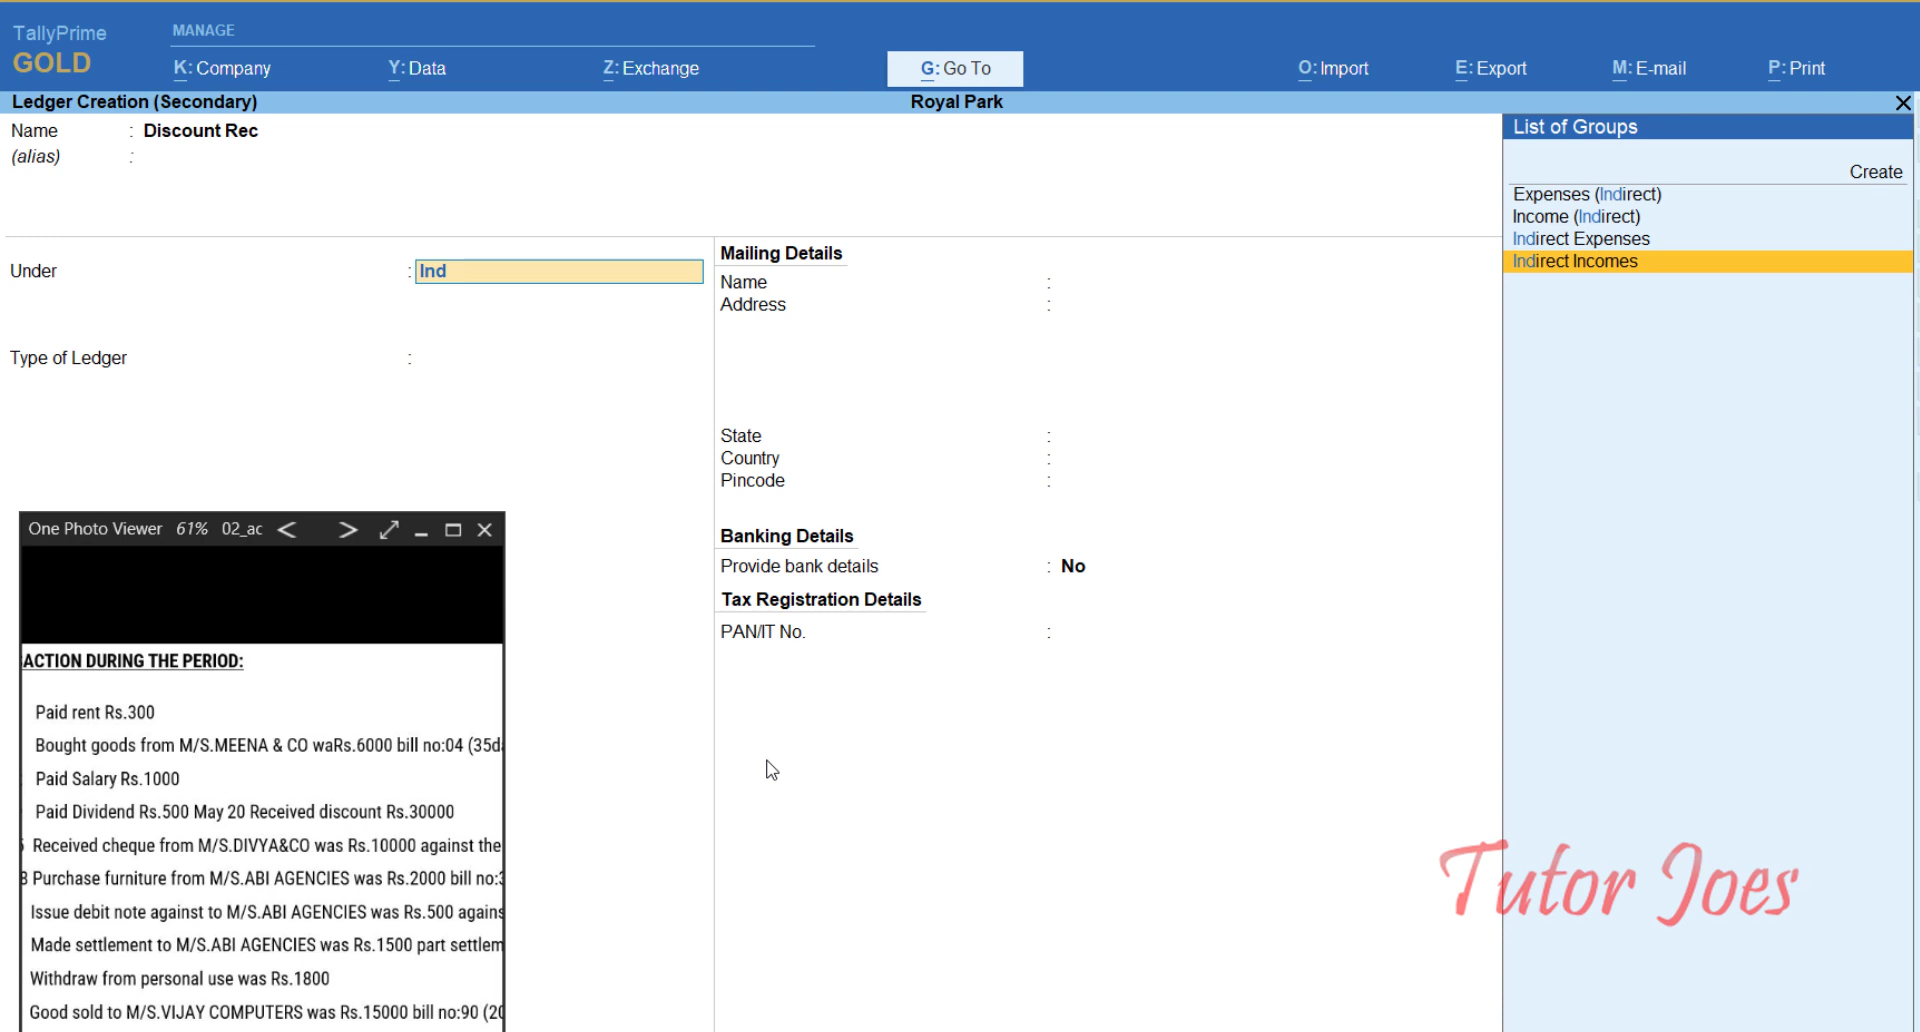 TallyPrime
GOLD
MANAGE
K: Company
Y: Data
Z: Exchange
G: Go To
O: Import
E: Export
M: E-mail
P: Print
Ledger Creation (Secondary)
Royal Park
Name : Discount Rec
(alias) :
Under : Ind
Type of Ledger :
Mailing Details
Name :
Address :
State :
Country :
Pincode :
Banking Details
Provide bank details : No
Tax Registration Details
PAN/IT No. :
List of Groups
Create
Expenses (Indirect)
Income (Indirect)
Indirect Expenses
Indirect Incomes
One Photo Viewer 61% 02_ac
ACTION DURING THE PERIOD:
Paid rent Rs.300
Bought goods from M/S.MEENA & CO waRs.6000 bill no:04 (35d
Paid Salary Rs.1000
Paid Dividend Rs.500 May 20 Received discount Rs.30000
Received cheque from M/S.DIVYA&CO was Rs.10000 against the
Purchase furniture from M/S.ABI AGENCIES was Rs.2000 bill no:
Issue debit note against to M/S.ABI AGENCIES was Rs.500 agains
Made settlement to M/S.ABI AGENCIES was Rs.1500 part settlem
Withdraw from personal use was Rs.1800
Good sold to M/S.VIJAY COMPUTERS was Rs.15000 bill no:90 (20
Tutor Joes